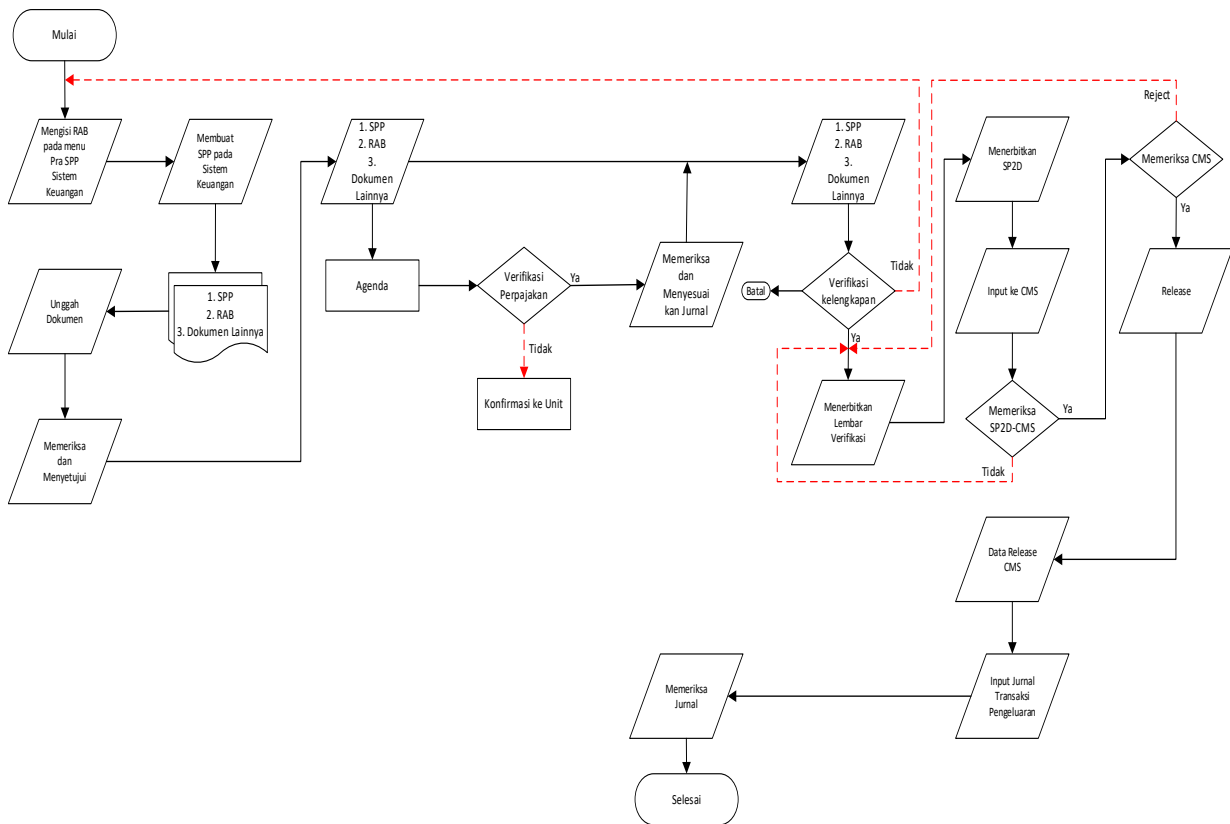 Mulai
Mengisi RAB
pada menu
Pra SPP
Sistem
Keuangan
Membuat
SPP pada
Sistem
Keuangan
1. SPP
2. RAB
3. Dokumen Lainnya
Unggah
Dokumen
Memeriksa
dan
Menyetujui
1. SPP
2. RAB
3.
Dokumen
Lainnya
Agenda
Verifikasi
Perpajakan
Ya
Tidak
Konfirmasi ke Unit
Memeriksa
dan
Menyesuai
kan Jurnal
1. SPP
2. RAB
3.
Dokumen
Lainnya
Verifikasi
kelengkapan
Tidak
Batal
Ya
Menerbitkan
Lembar
Verifikasi
Menerbitkan
SP2D
Input ke CMS
Memeriksa
SP2D-CMS
Ya
Tidak
Reject
Memeriksa CMS
Ya
Release
Data Release
CMS
Input Jurnal
Transaksi
Pengeluaran
Memeriksa
Jurnal
Selesai